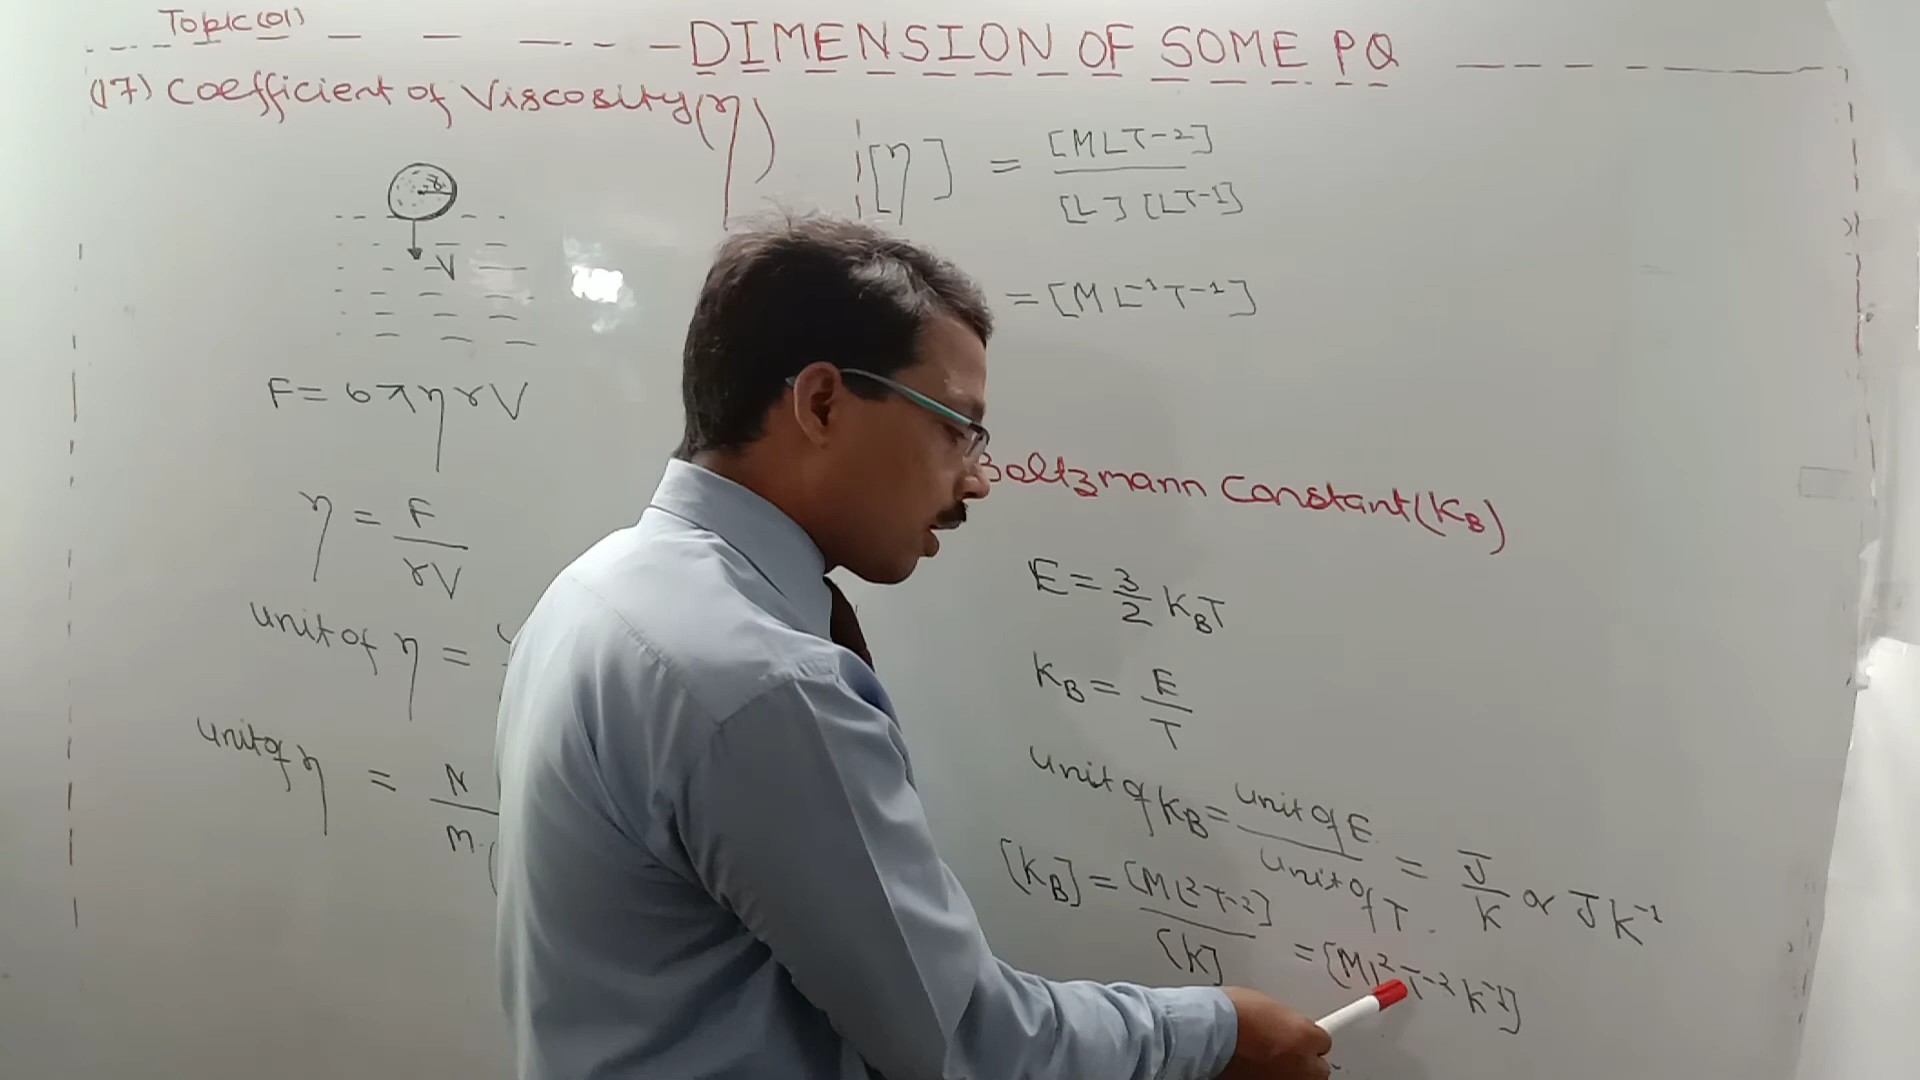 Topic (01)
DIMENSION OF SOME PQ
(17) Coefficient of Viscosity (η)
r
V
F = 6πηrV
η = F / rV
unit of η =
unit of η = N / m. (
[η] = [MLT-2] / [L] [LT-1]
= [ML-1T-1]
Boltzmann Constant (KB)
E = 3/2 KBT
KB = E / T
unit of KB = unit of E / unit of T = J / K or JK-1
[KB] = [ML2T-2] / [K] = [ML2T-2K-1]